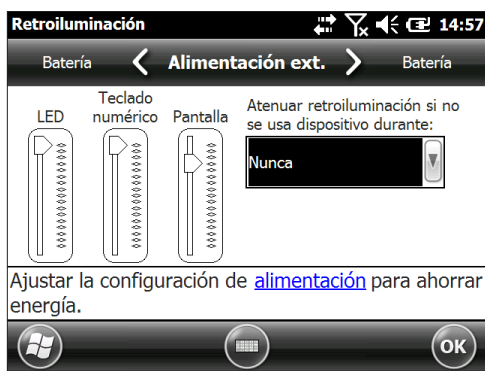 Retroiluminación 14:57
Batería Alimentación ext. Batería
LED
Teclado
numérico
Pantalla
Atenuar retroiluminación si no
se usa dispositivo durante:
Nunca
Ajustar la configuración de alimentación para ahorrar
energía.
OK